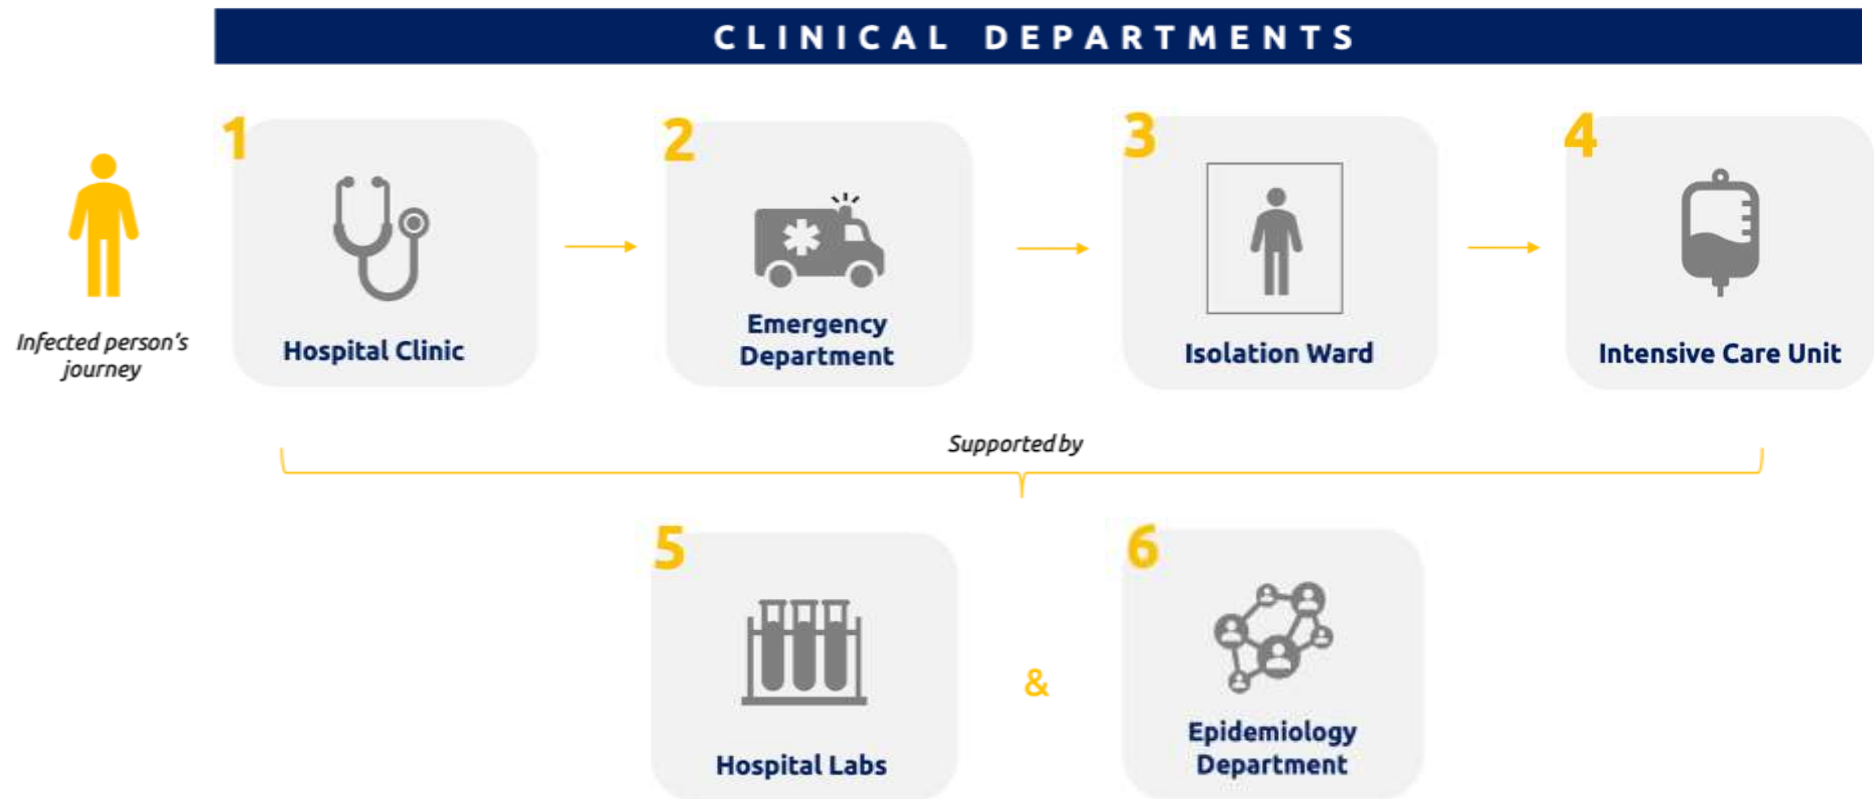 CLINICAL DEPARTMENTS
1
2
3
4
Infected person's
journey
Hospital Clinic
Emergency
Department
Isolation Ward
Intensive Care Unit
Supported by
5
6
&
Hospital Labs
Epidemiology
Department